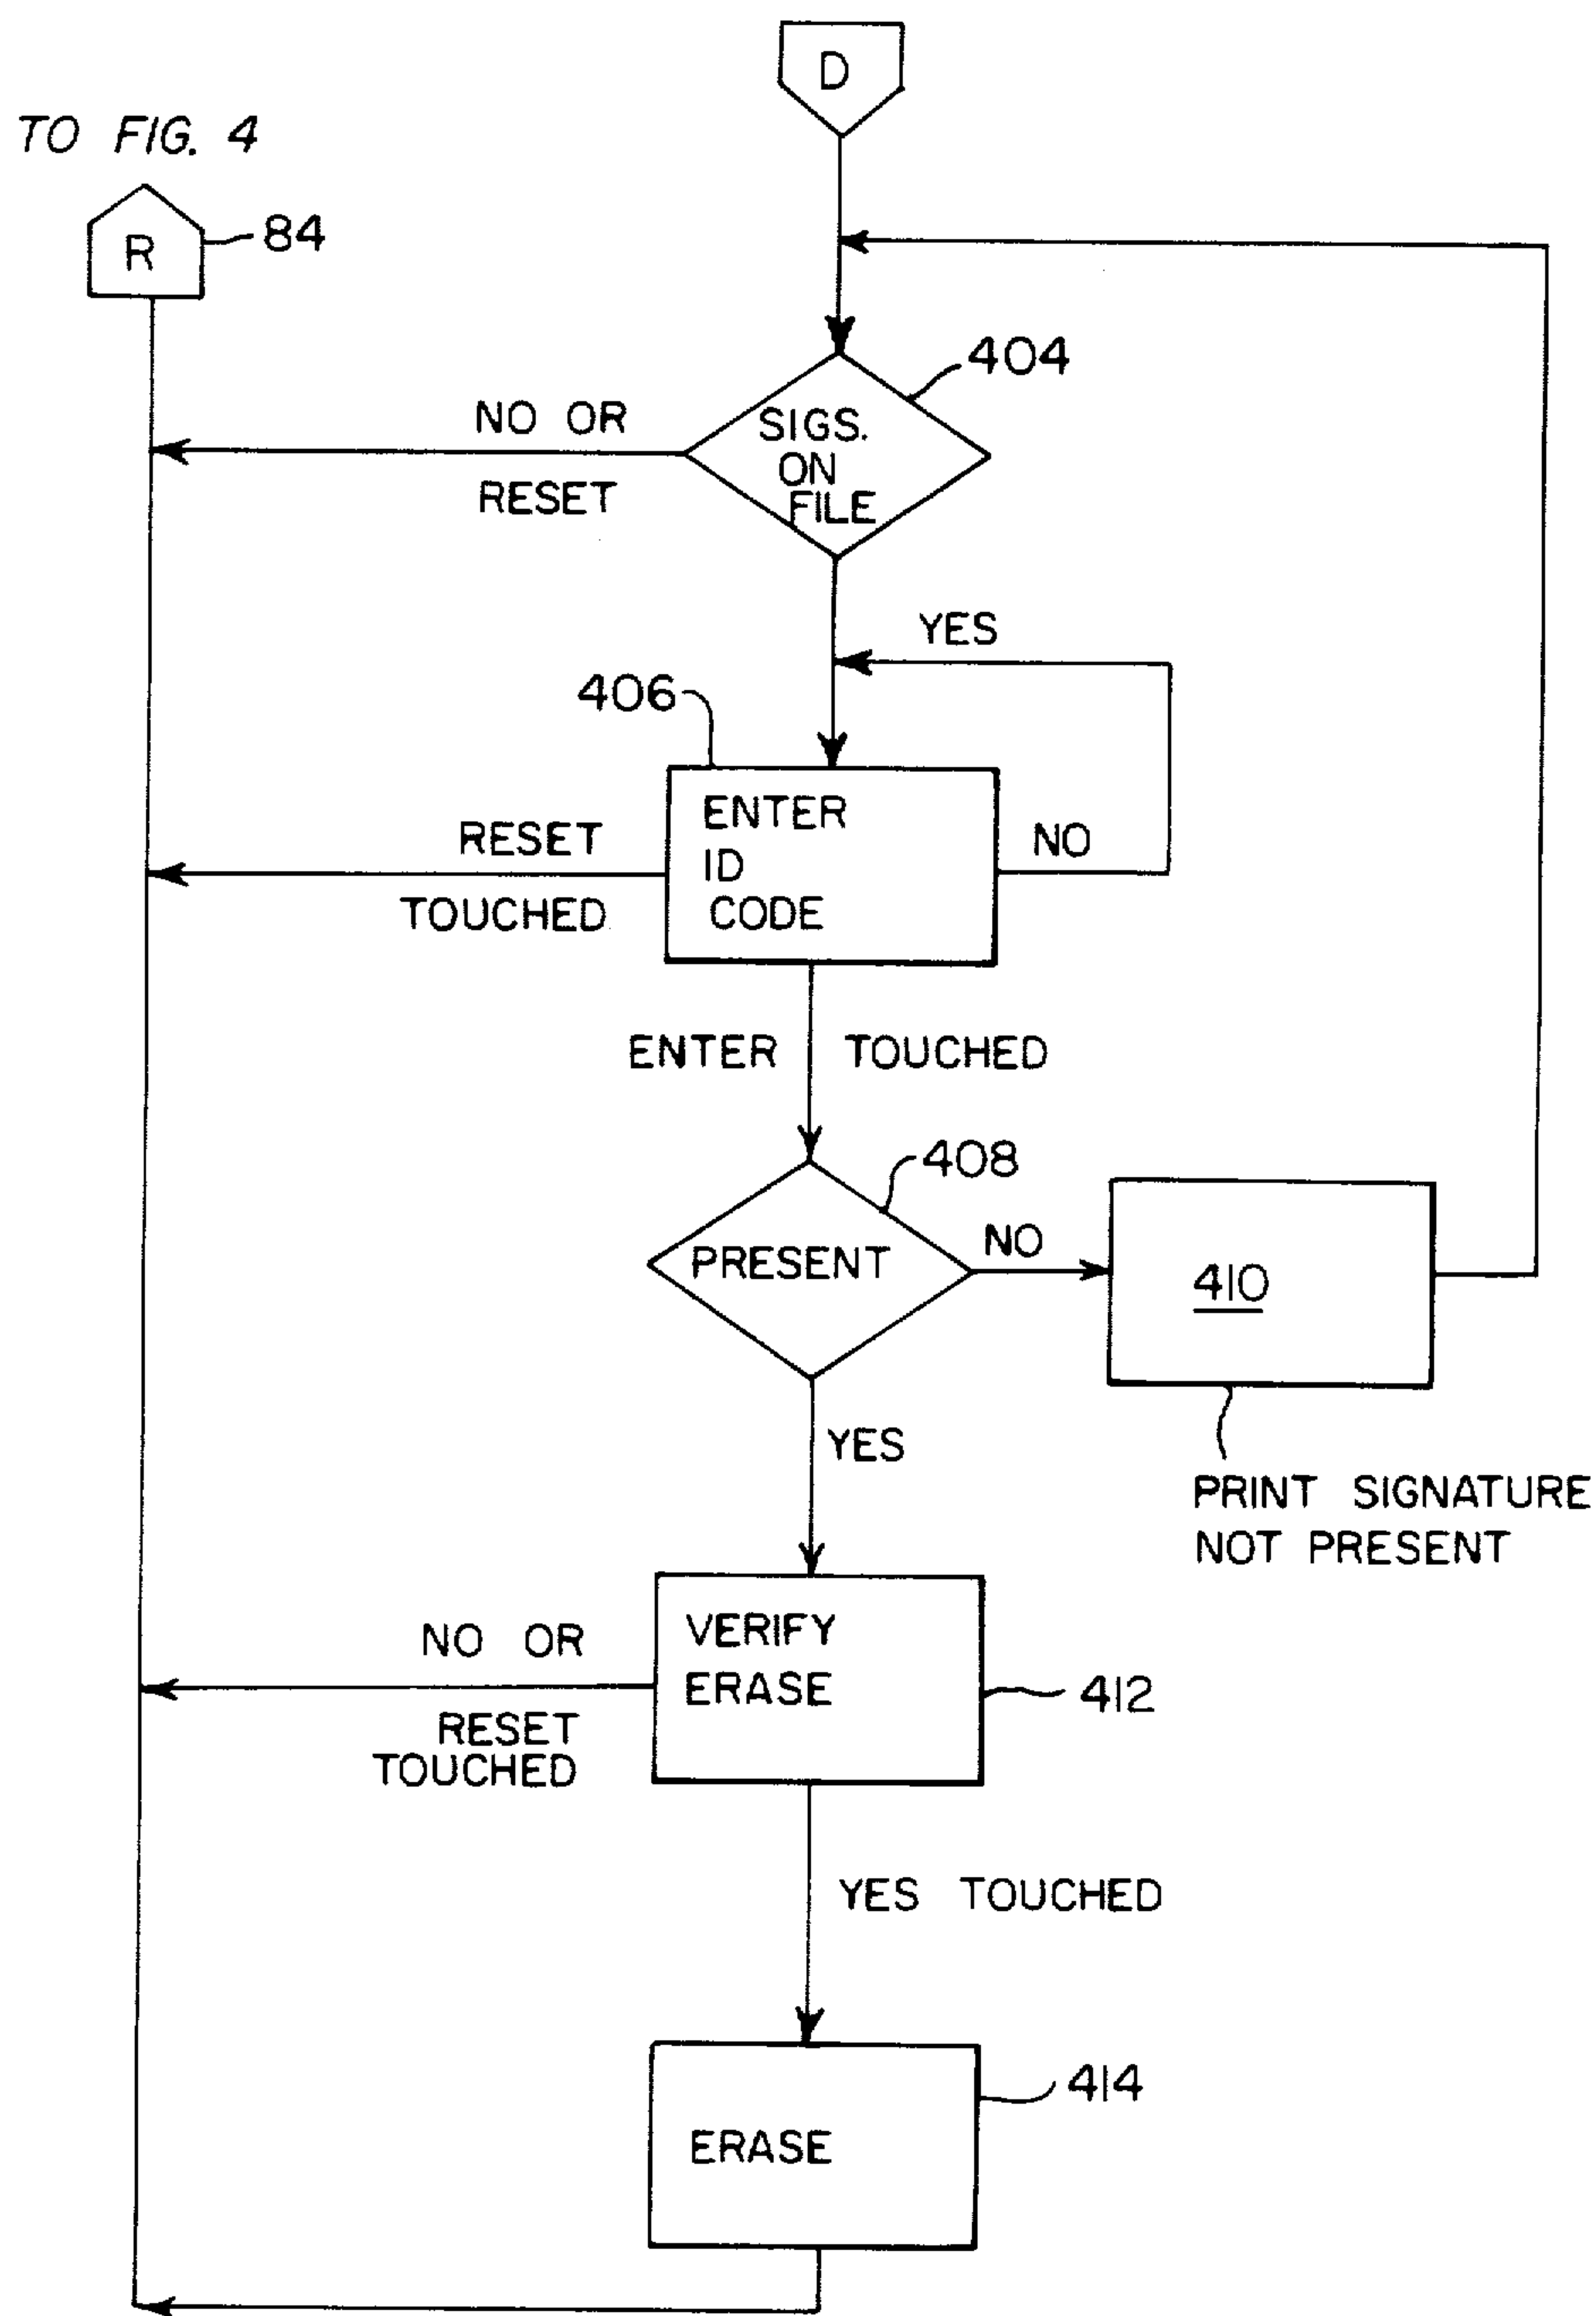 D
TO FIG. 4
R
84
404
NO OR
RESET
SIGS.
ON
FILE
YES
406
ENTER
ID
CODE
NO
RESET
TOUCHED
ENTER TOUCHED
408
PRESENT
NO
410
YES
PRINT SIGNATURE
NOT PRESENT
VERIFY
ERASE
NO OR
RESET
TOUCHED
412
YES TOUCHED
414
ERASE